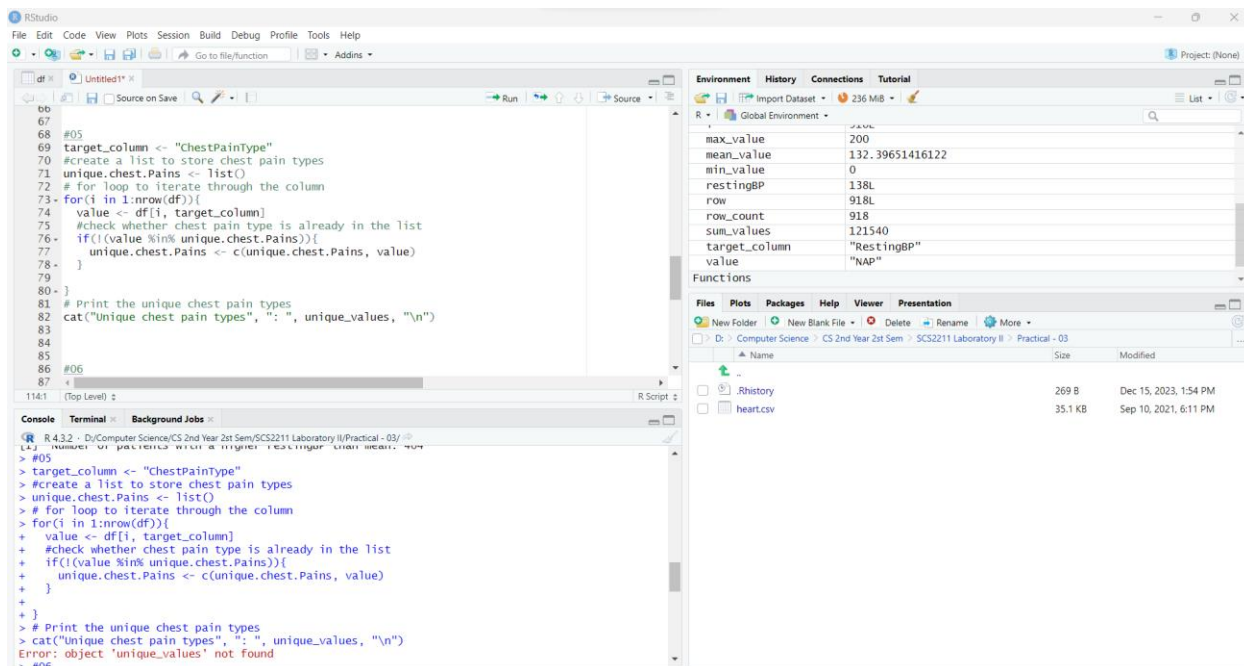 RStudio
File Edit Code View Plots Session Build Debug Profile Tools Help
Go to file/function Addins Project: (None)
df Untitled1*
Source on Save Run Source
66
67
68 #05
69 target_column <- "ChestPainType"
70 #create a list to store chest pain types
71 unique.chest.Pains <- list()
72 # for loop to iterate through the column
73 for(i in 1:nrow(df)){
74 value <- df[i, target_column]
75 #check whether chest pain type is already in the list
76 if(!(value %in% unique.chest.Pains)){
77 unique.chest.Pains <- c(unique.chest.Pains, value)
78 }
79
80 }
81 # Print the unique chest pain types
82 cat("Unique chest pain types", ": ", unique_values, "\n")
83
84
85
86 #06
87
114:1 (Top Level) R Script
Console Terminal Background Jobs
R 4.3.2 · D:/Computer Science/CS 2nd Year 2st Sem/SCS2211 Laboratory II/Practical - 03/
[1] "Number of patients with a higher RestingBP than mean: 404"
> #05
> target_column <- "ChestPainType"
> #create a list to store chest pain types
> unique.chest.Pains <- list()
> # for loop to iterate through the column
> for(i in 1:nrow(df)){
+ value <- df[i, target_column]
+ #check whether chest pain type is already in the list
+ if(!(value %in% unique.chest.Pains)){
+ unique.chest.Pains <- c(unique.chest.Pains, value)
+ }
+
+ }
> # Print the unique chest pain types
> cat("Unique chest pain types", ": ", unique_values, "\n")
Error: object 'unique_values' not found
> #06
Environment History Connections Tutorial
Import Dataset 236 MiB List
R Global Environment
918L
max_value 200
mean_value 132.39651416122
min_value 0
restingBP 138L
row 918L
row_count 918
sum_values 121540
target_column "RestingBP"
value "NAP"
Functions
Files Plots Packages Help Viewer Presentation
New Folder New Blank File Delete Rename More
D: Computer Science CS 2nd Year 2st Sem SCS2211 Laboratory II Practical - 03
Name Size Modified
..
.Rhistory 269 B Dec 15, 2023, 1:54 PM
heart.csv 35.1 KB Sep 10, 2021, 6:11 PM